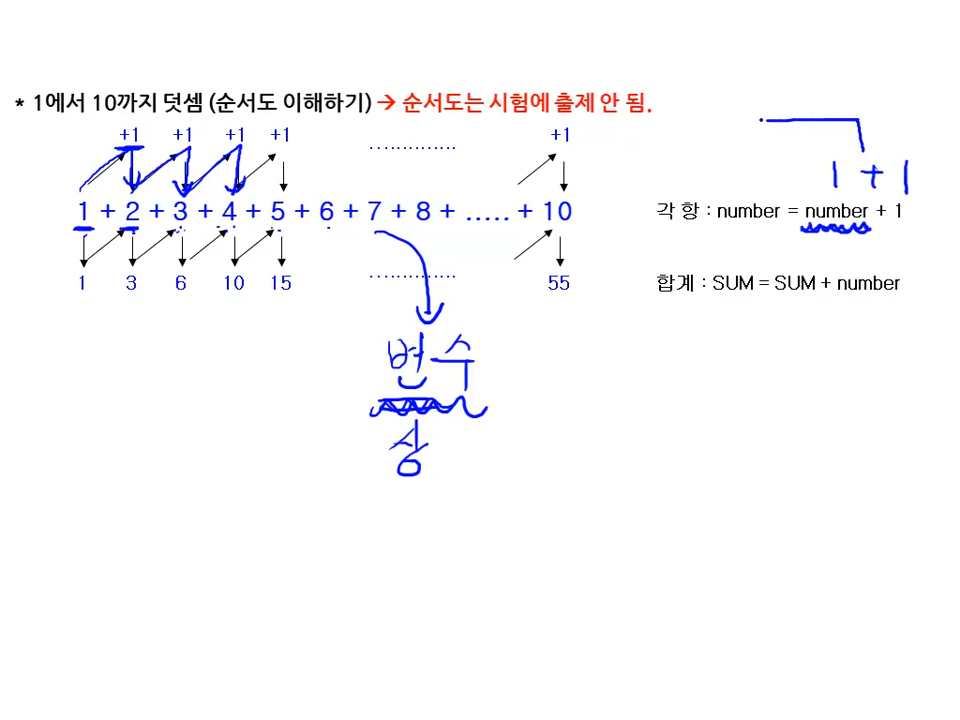 * 1에서 10까지 덧셈 (순서도 이해하기) → 순서도는 시험에 출제 안 됨.
+1 +1 +1 +1 .............. +1
1 + 1
1 + 2 + 3 + 4 + 5 + 6 + 7 + 8 + ..... + 10
각 항 : number = number + 1
1 3 6 10 15 .............. 55
합계 : SUM = SUM + number
변수
상